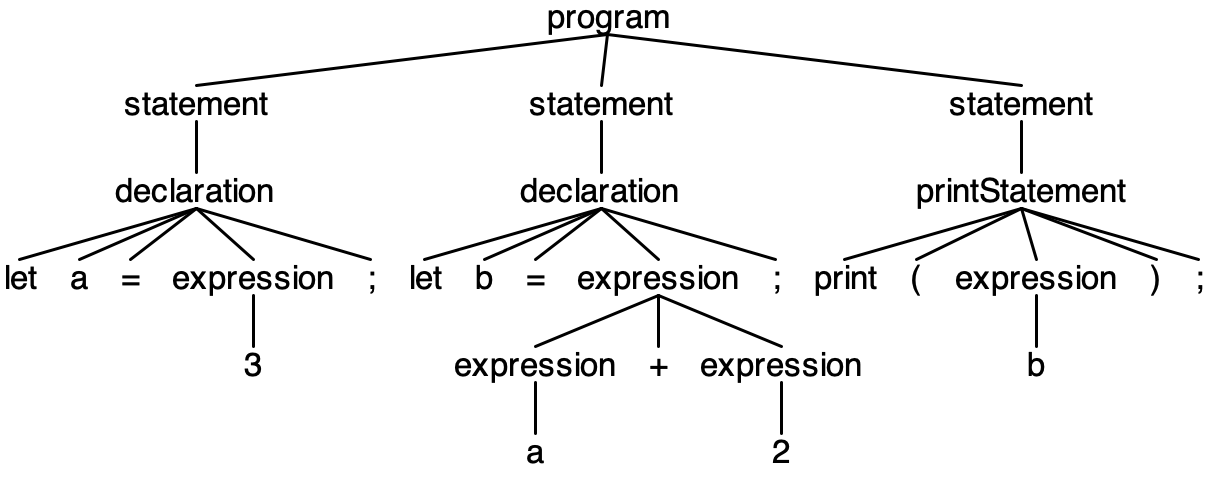 program
statement statement statement
declaration declaration printStatement
let a = expression ; let b = expression ; print ( expression ) ;
3 expression + expression b
a 2